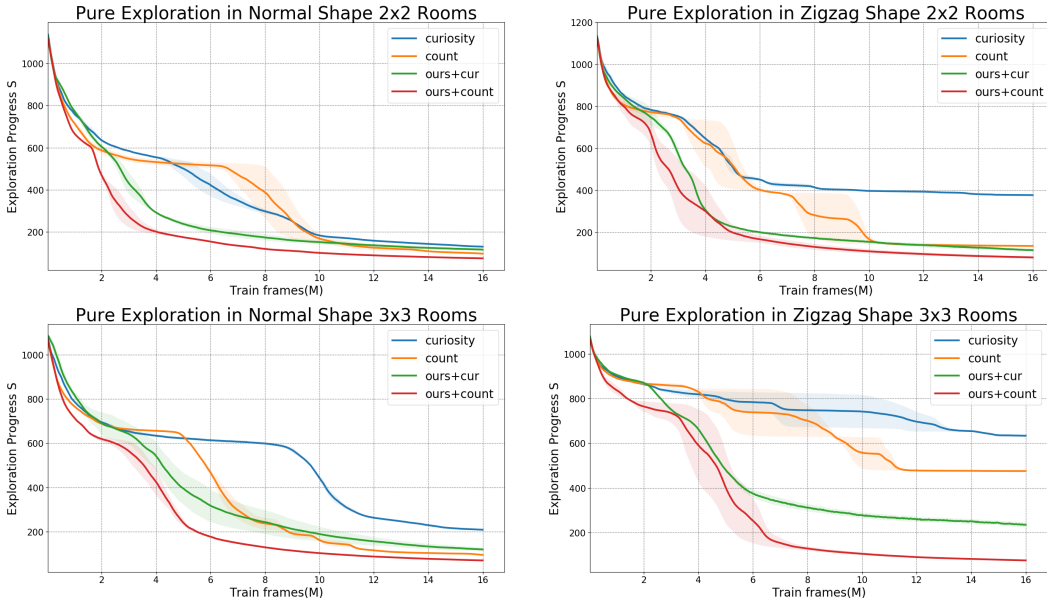 Pure Exploration in Normal Shape 2x2 Rooms
Exploration Progress S
1000
800
600
400
200
curiosity
count
ours+cur
ours+count
2 4 6 8 10 12 14 16
Train frames(M)
Pure Exploration in Zigzag Shape 2x2 Rooms
Exploration Progress S
1200
1000
800
600
400
200
curiosity
count
ours+cur
ours+count
2 4 6 8 10 12 14 16
Train frames(M)
Pure Exploration in Normal Shape 3x3 Rooms
Exploration Progress S
1000
800
600
400
200
curiosity
count
ours+cur
ours+count
2 4 6 8 10 12 14 16
Train frames(M)
Pure Exploration in Zigzag Shape 3x3 Rooms
Exploration Progress S
1000
800
600
400
200
curiosity
count
ours+cur
ours+count
2 4 6 8 10 12 14 16
Train frames(M)